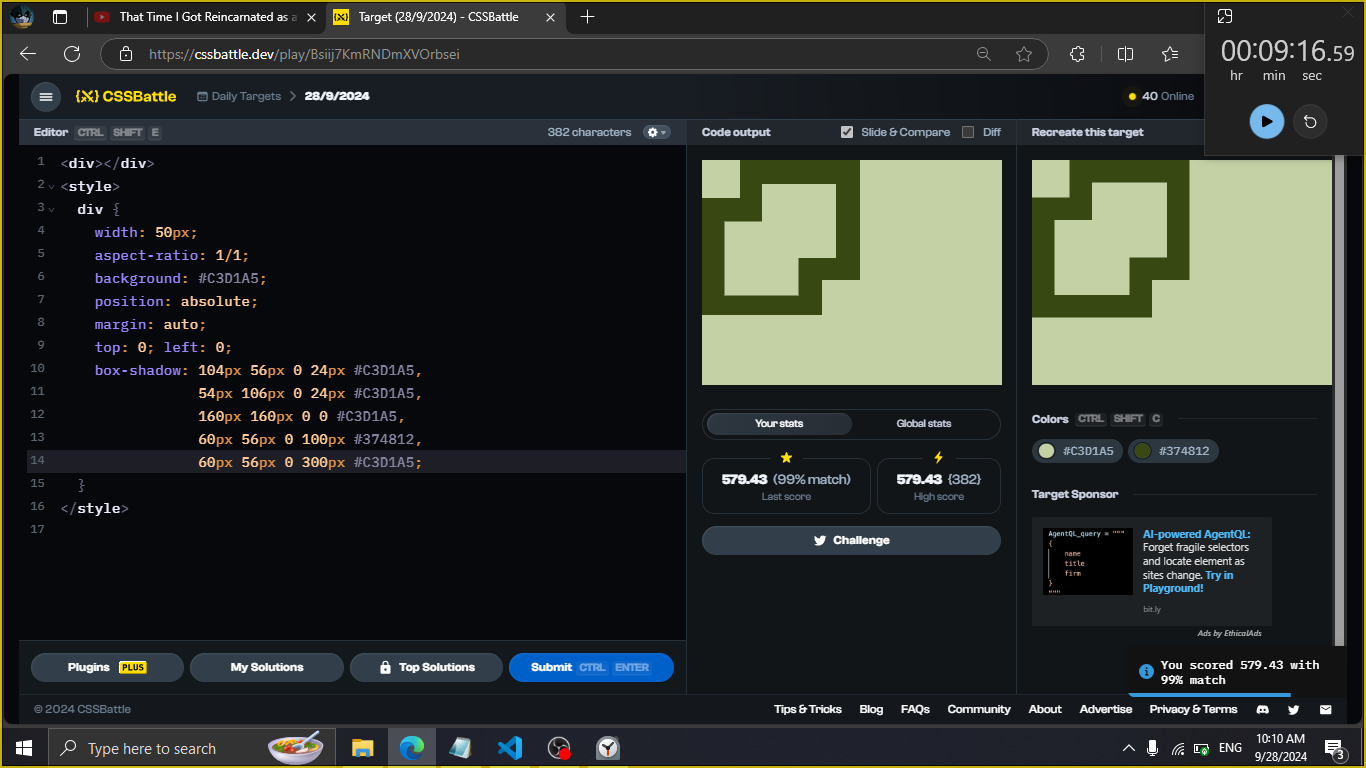 That Time I Got Reincarnated as a
Target (28/9/2024) - CSSBattle
https://cssbattle.dev/play/Bsiij7KmRNDmXVOrbsei
00:09:16.59
hr min sec
CSSBattle
Daily Targets
28/9/2024
40 Online
Editor CTRL SHIFT E
382 characters
Code output
Slide & Compare
Diff
Recreate this target
1 <div></div>
2 <style>
3 div {
4 width: 50px;
5 aspect-ratio: 1/1;
6 background: #C3D1A5;
7 position: absolute;
8 margin: auto;
9 top: 0; left: 0;
10 box-shadow: 104px 56px 0 24px #C3D1A5,
11 54px 106px 0 24px #C3D1A5,
12 160px 160px 0 0 #C3D1A5,
13 60px 56px 0 100px #374812,
14 60px 56px 0 300px #C3D1A5;
15 }
16 </style>
17
Your stats
Global stats
579.43 (99% match)
Last score
579.43 {382}
High score
Challenge
Colors CTRL SHIFT C
#C3D1A5
#374812
Target Sponsor
AgentQL_query = """
{
name
title
firm
}
"""
AI-powered AgentQL:
Forget fragile selectors
and locate element as
sites change. Try in
Playground!
bit.ly
Ads by EthicalAds
You scored 579.43 with
99% match
Plugins PLUS
My Solutions
Top Solutions
Submit CTRL ENTER
© 2024 CSSBattle
Tips & Tricks
Blog
FAQs
Community
About
Advertise
Privacy & Terms
Type here to search
ENG
10:10 AM
9/28/2024
3